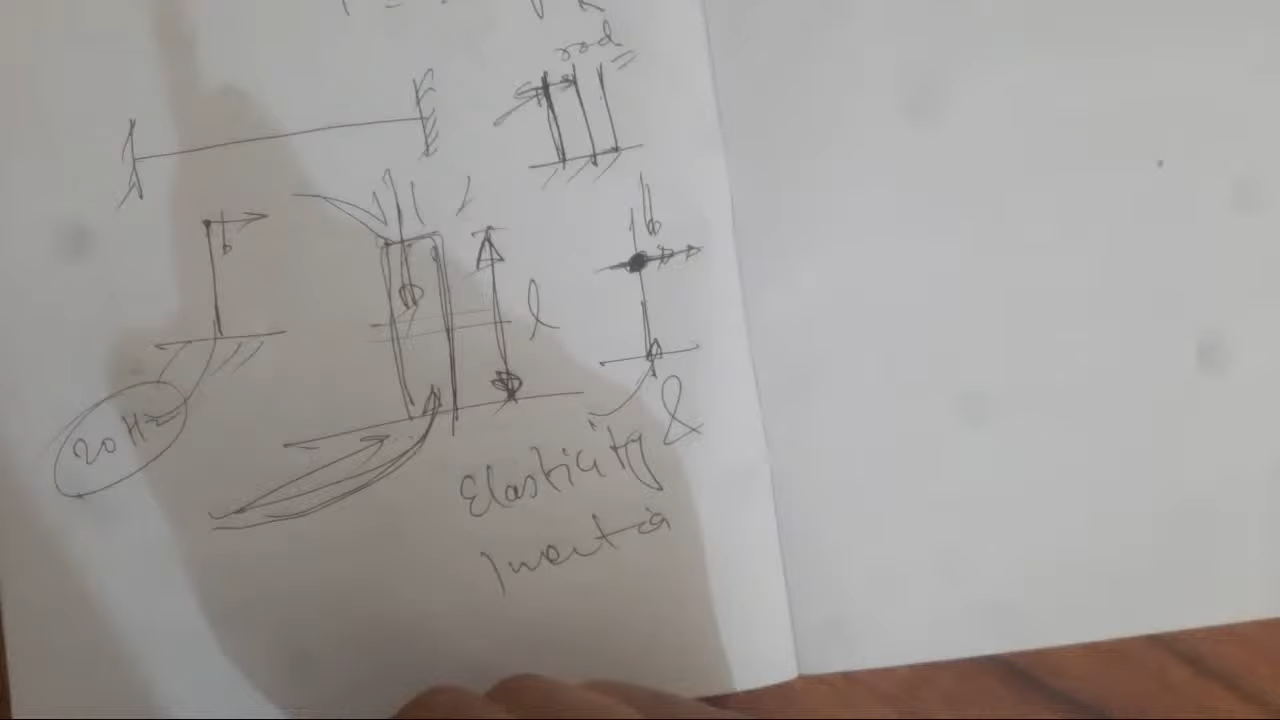 rod
l
20 Hz
Elasticity &
Inertia